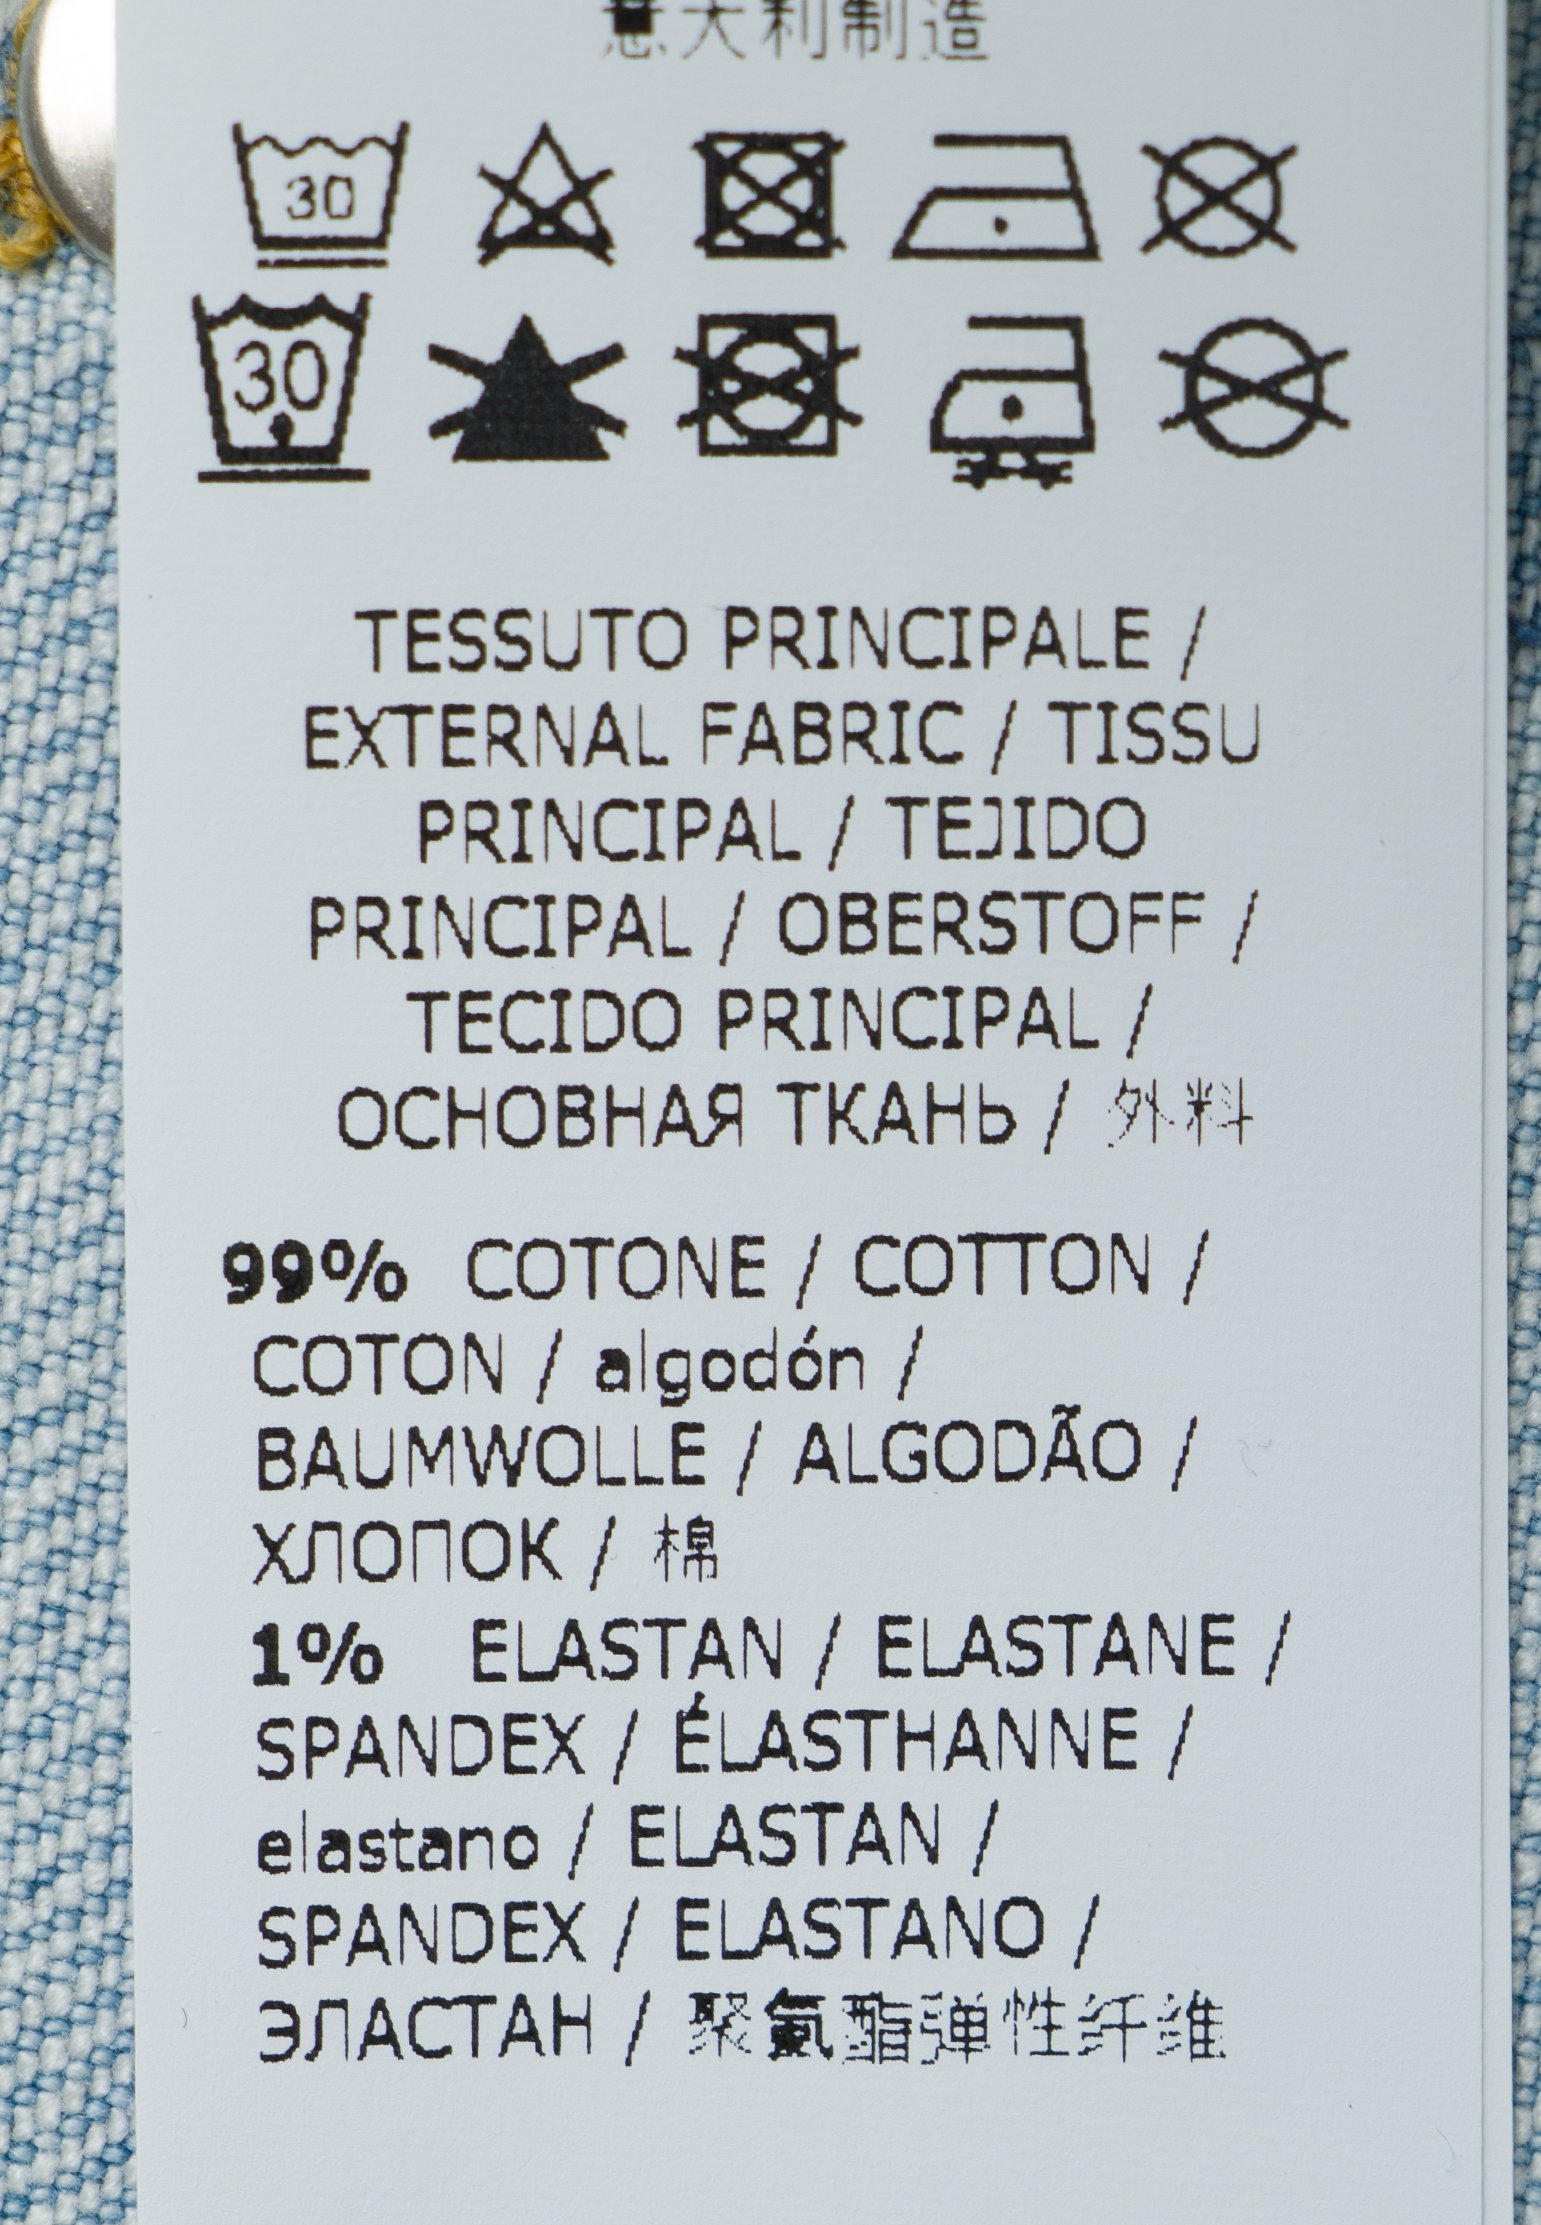 意大利制造
30
30
TESSUTO PRINCIPALE /
EXTERNAL FABRIC / TISSU
PRINCIPAL / TEJIDO
PRINCIPAL / OBERSTOFF /
TECIDO PRINCIPAL /
ОСНОВНАЯ ТКАНЬ / 外料
99% COTONE / COTTON /
COTON / algodón /
BAUMWOLLE / ALGODÃO /
ХЛОПОК / 棉
1% ELASTAN / ELASTANE /
SPANDEX / ÉLASTHANNE /
elastano / ELASTAN /
SPANDEX / ELASTANO /
ЭЛАСТАН / 聚氨酯弹性纤维